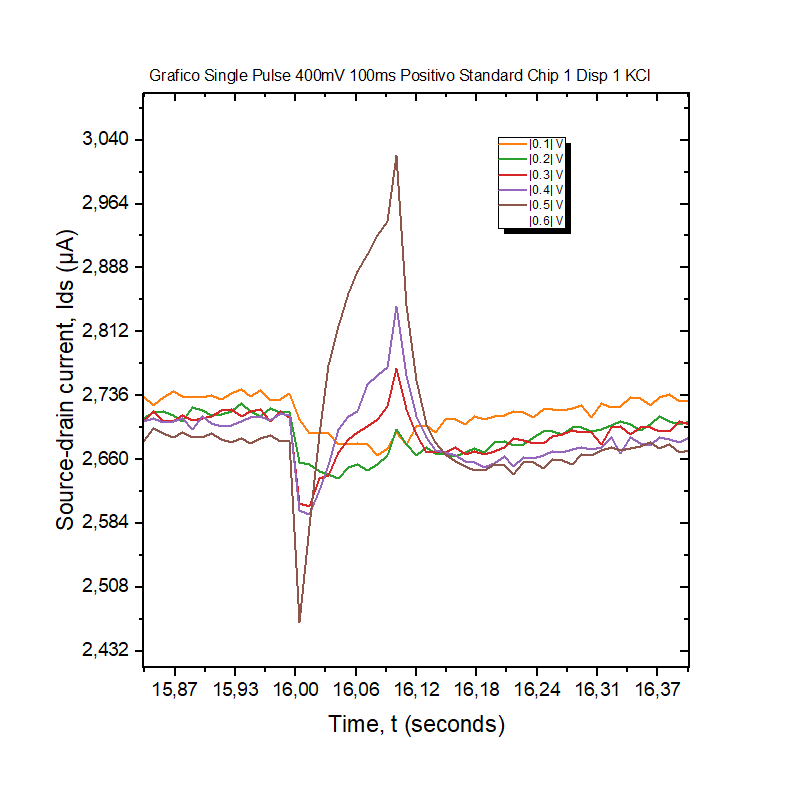 Grafico Single Pulse 400mV 100ms Positivo Standard Chip 1 Disp 1 KCl
3,040
2,964
2,888
2,812
2,736
2,660
2,584
2,508
2,432
Source-drain current, Ids (µA)
|0.1| V
|0.2| V
|0.3| V
|0.4| V
|0.5| V
|0.6| V
15,87 15,93 16,00 16,06 16,12 16,18 16,24 16,31 16,37
Time, t (seconds)